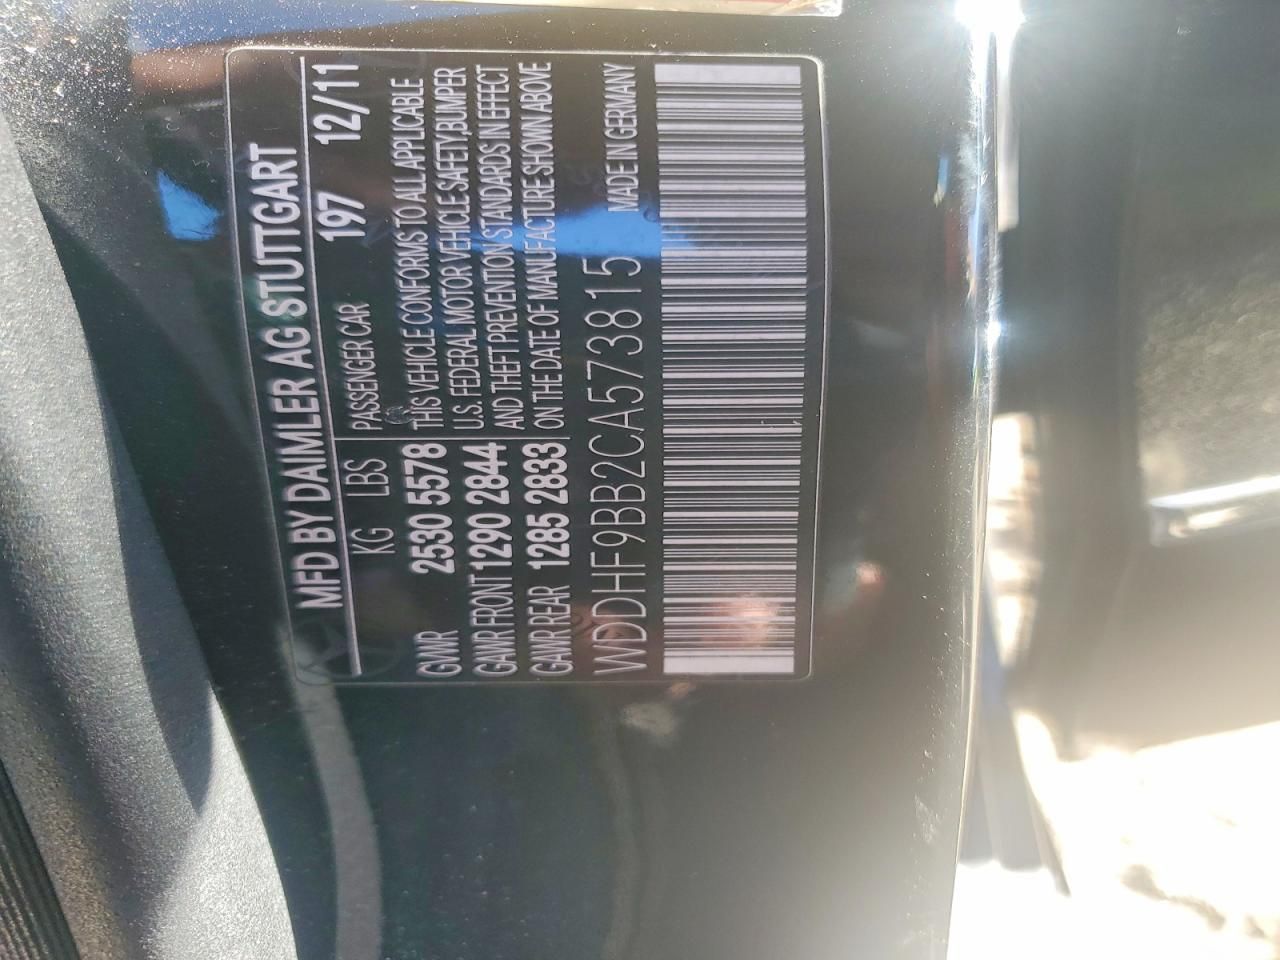 MFD BY DAIMLER AG STUTTGART
KG LBS PASSENGER CAR 197 12/11
GVWR 2530 5578 THIS VEHICLE CONFORMS TO ALL APPLICABLE
GAWR FRONT 1290 2844 U.S. FEDERAL MOTOR VEHICLE SAFETY,BUMPER
GAWR REAR 1285 2833 AND THEFT PREVENTION STANDARDS IN EFFECT
ON THE DATE OF MANUFACTURE SHOWN ABOVE
WDDHF9BB2CA573815 MADE IN GERMANY